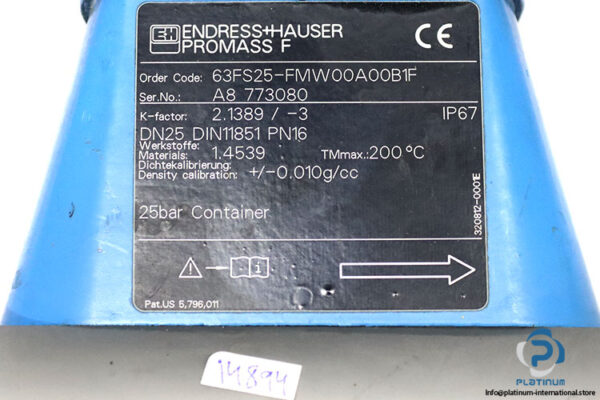 EH ENDRESS+HAUSER
PROMASS F
CE
Order Code: 63FS25-FMW00A00B1F
Ser.No.: A8 773080
K-factor: 2.1389 / -3 IP67
DN25 DIN11851 PN16
Werkstoffe:
Materials: 1.4539 TMmax.: 200 °C
Dichtekalibrierung:
Density calibration: +/-0.010g/cc
25bar Container
320812-0001E
i
Pat.US 5,796,011
14894
PLATINUM
https://platinum-international.store